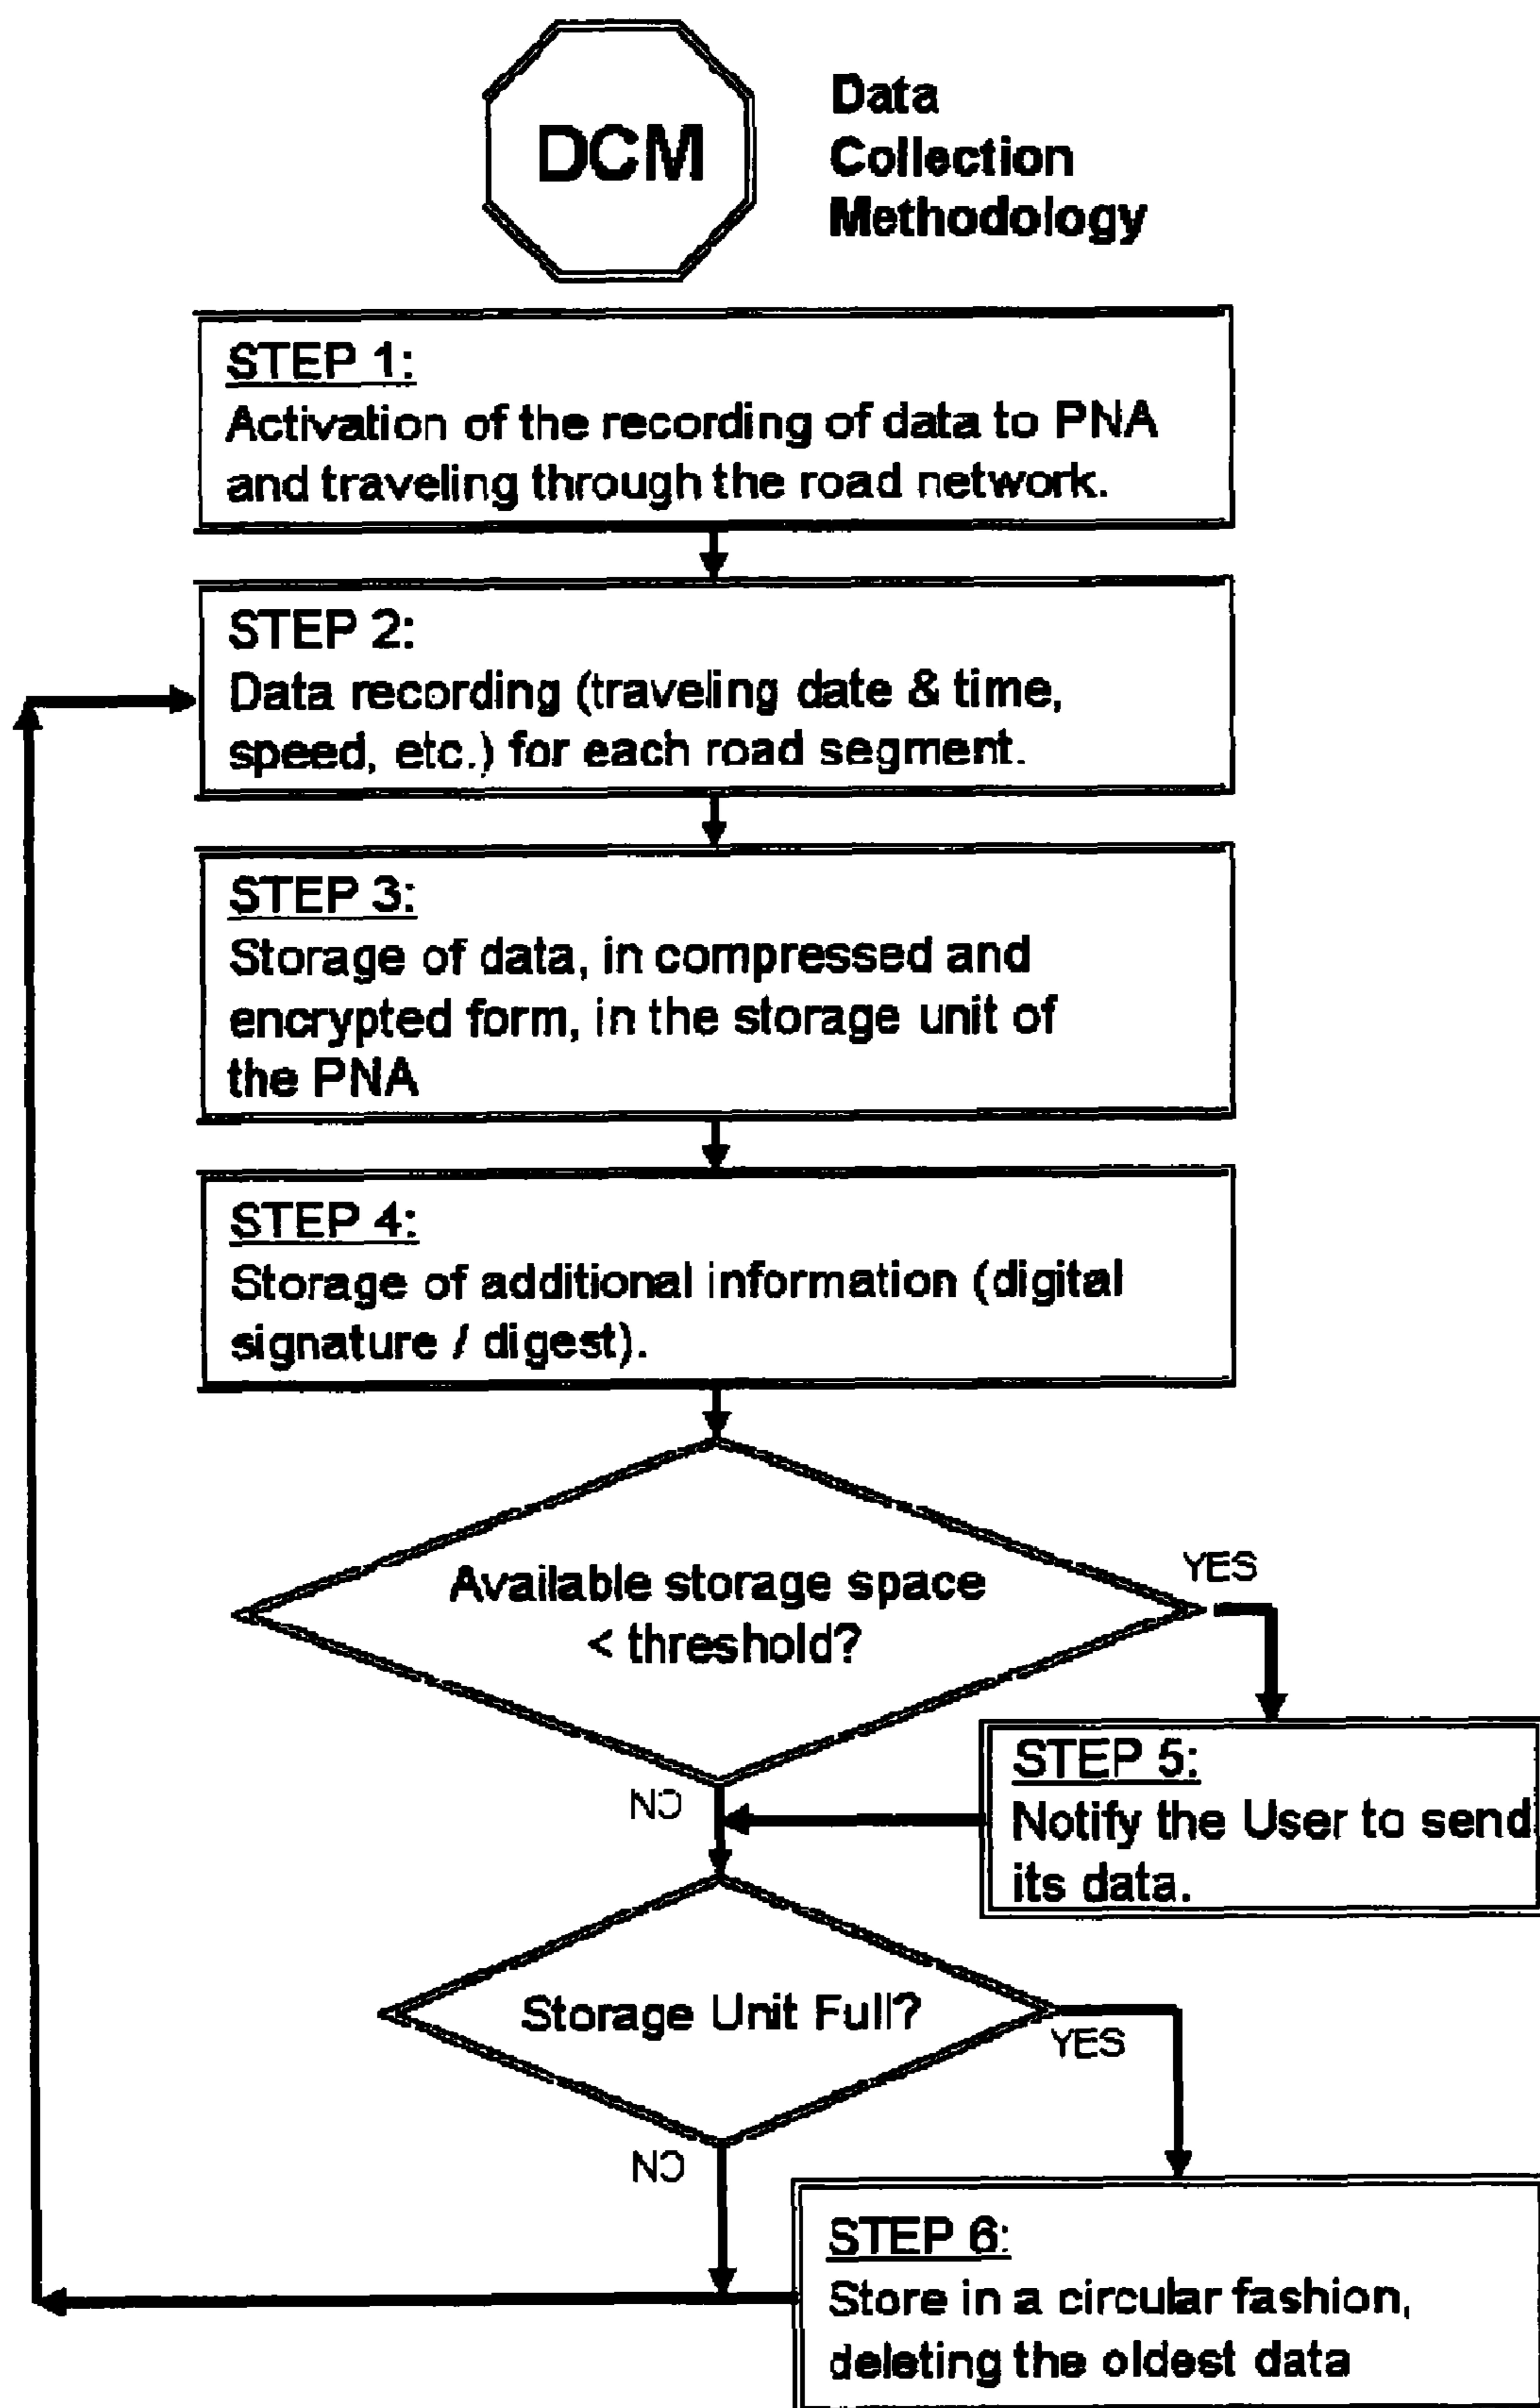 DCM
Data
Collection
Methodology
STEP 1:
Activation of the recording of data to PNA
and traveling through the road network.
STEP 2:
Data recording (traveling date & time,
speed, etc.) for each road segment.
STEP 3:
Storage of data, in compressed and
encrypted form, in the storage unit of
the PNA
STEP 4:
Storage of additional information (digital
signature / digest).
Available storage space
< threshold?
YES
NO
STEP 5:
Notify the User to send
its data.
Storage Unit Full?
YES
NO
STEP 6:
Store in a circular fashion,
deleting the oldest data